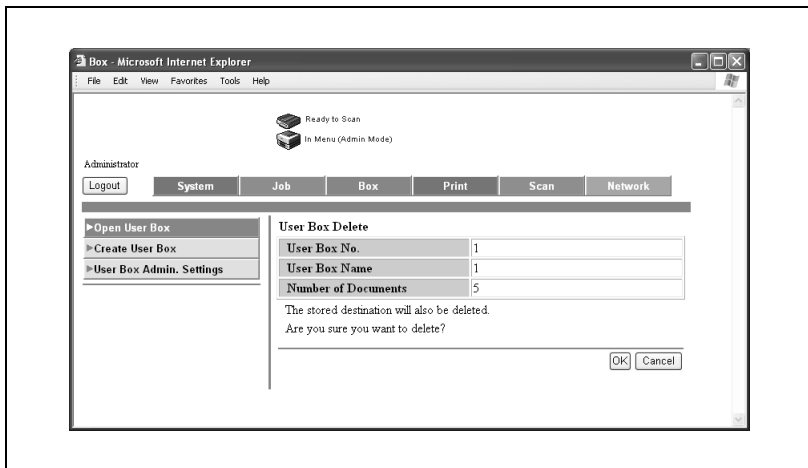 Box - Microsoft Internet Explorer
File Edit View Favorites Tools Help
Ready to Scan
In Menu (Admin Mode)
Administrator
Logout System Job Box Print Scan Network
Open User Box
Create User Box
User Box Admin. Settings
User Box Delete
User Box No. 1
User Box Name 1
Number of Documents 5
The stored destination will also be deleted.
Are you sure you want to delete?
OK Cancel